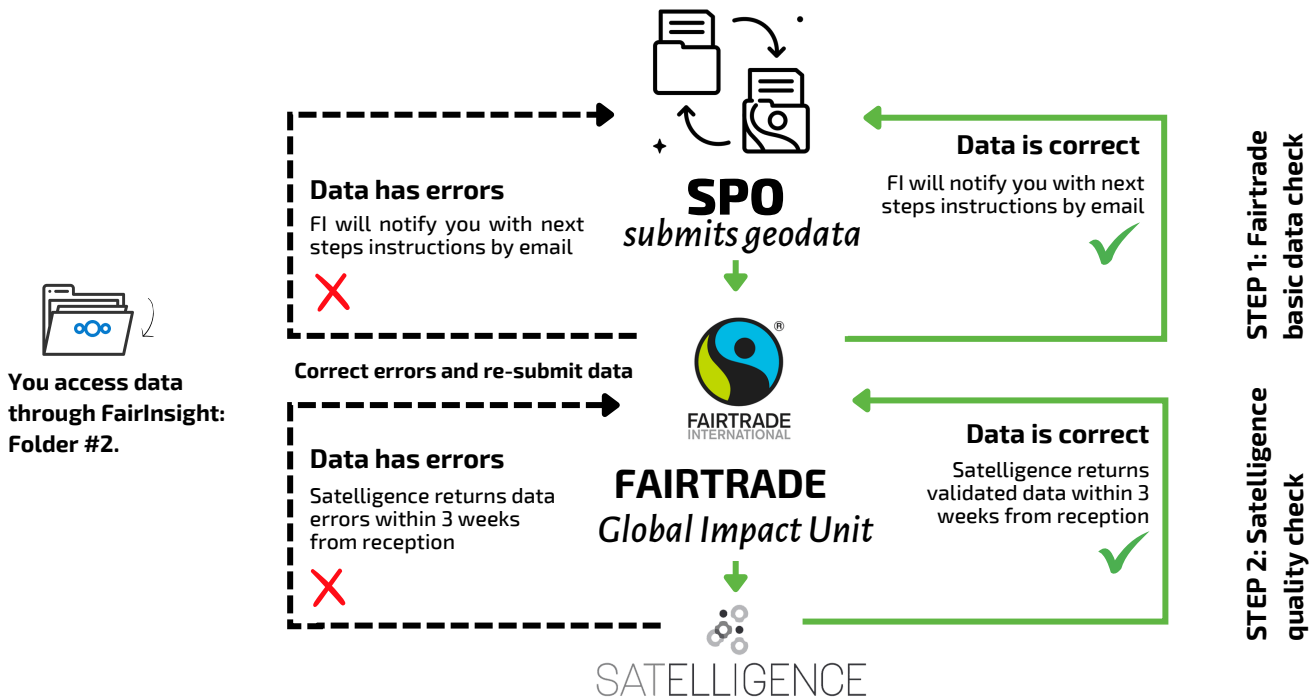 SPO
submits geodata
Data has errors
FI will notify you with next
steps instructions by email
Data is correct
FI will notify you with next
steps instructions by email
STEP 1: Fairtrade
basic data check
You access data
through FairInsight:
Folder #2.
Correct errors and re-submit data
®
FAIRTRADE
INTERNATIONAL
FAIRTRADE
Global Impact Unit
Data has errors
Satelligence returns data
errors within 3 weeks
from reception
Data is correct
Satelligence returns
validated data within 3
weeks from reception
STEP 2: Satelligence
quality check
SATELLIGENCE